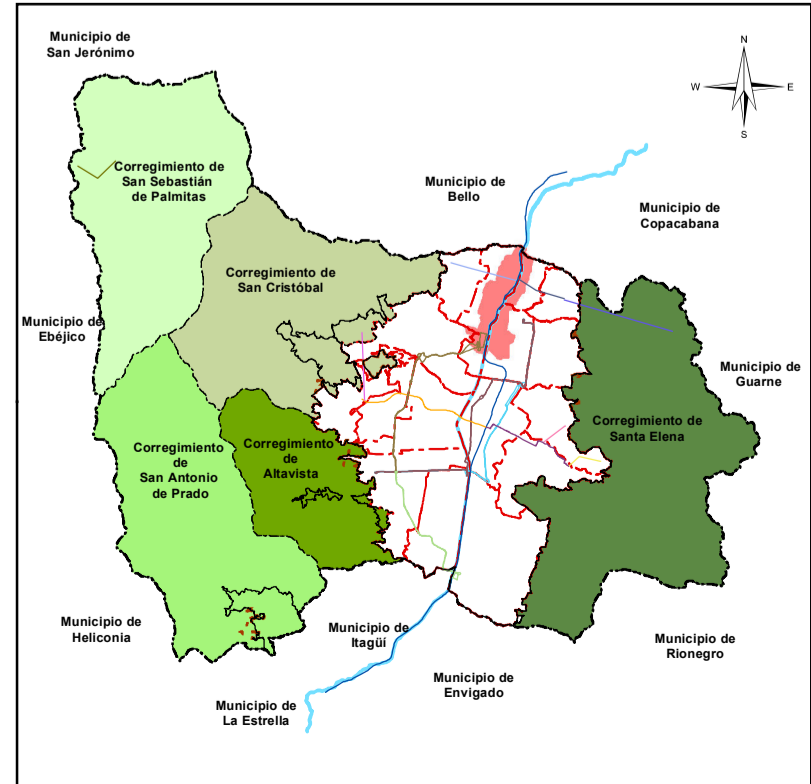 Municipio de
San Jerónimo
N
W
E
S
Corregimiento de
San Sebastián
de Palmitas
Municipio de
Bello
Municipio de
Copacabana
Corregimiento de
San Cristóbal
Municipio de
Ebéjico
Municipio de
Guarne
Corregimiento de
Santa Elena
Corregimiento
de
San Antonio
de Prado
Corregimiento
de
Altavista
Municipio de
Heliconia
Municipio de
Itagüí
Municipio de
Rionegro
Municipio de
Envigado
Municipio de
La Estrella